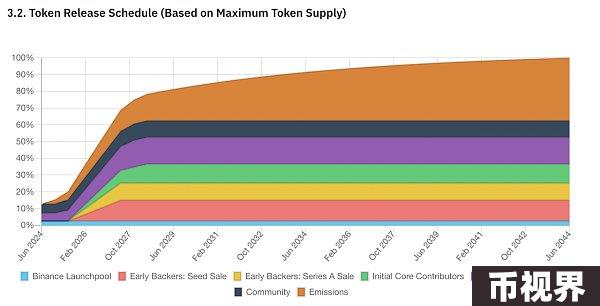 3.2. Token Release Schedule (Based on Maximum Token Supply)
100%
90%
80%
70%
60%
50%
40%
30%
20%
10%
0%
Jun 2024
Feb 2026
Oct 2027
Jun 2029
Feb 2031
Oct 2032
Jun 2034
Feb 2036
Oct 2037
Jun 2039
Feb 2041
Oct 2042
Jun 2044
Binance Launchpool Early Backers: Seed Sale Early Backers: Series A Sale Initial Core Contributors
Community Emissions
币视界